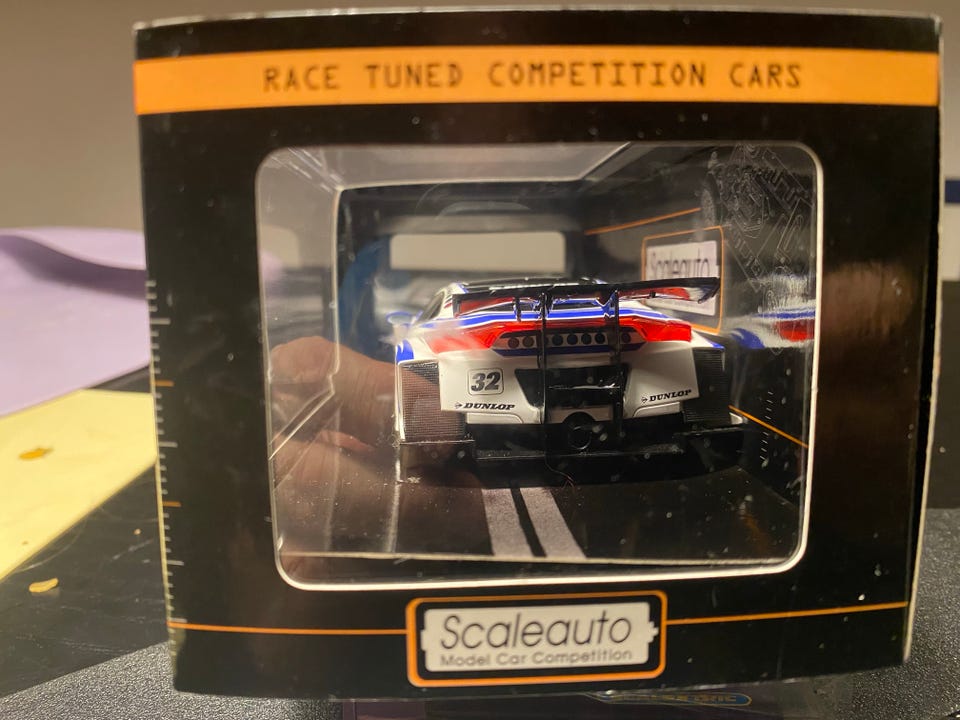 RACE TUNED COMPETITION CARS
Scaleauto
32
DUNLOP
DUNLOP
Scaleauto
Model Car Competition